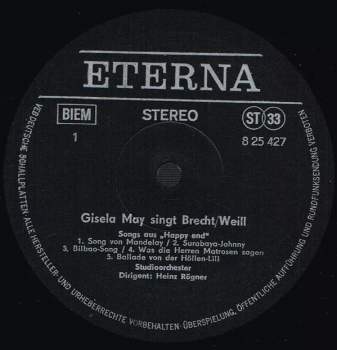 ETERNA
BIEM
STEREO
ST 33
1
8 25 427
Gisela May singt Brecht/Weill
Songs aus „Happy end“
1. Song von Mandelay / 2. Surabaya-Johnny
3. Bilbao-Song / 4. Was die Herren Matrosen sagen
5. Ballade von der Höllen-Lili
Studioorchester
Dirigent: Heinz Rögner
VEB DEUTSCHE SCHALLPLATTEN ALLE HERSTELLER- UND URHEBERRECHTE VORBEHALTEN · ÜBERSPIELUNG, ÖFFENTLICHE AUFFÜHRUNG UND RUNDFUNKSENDUNG VERBOTEN